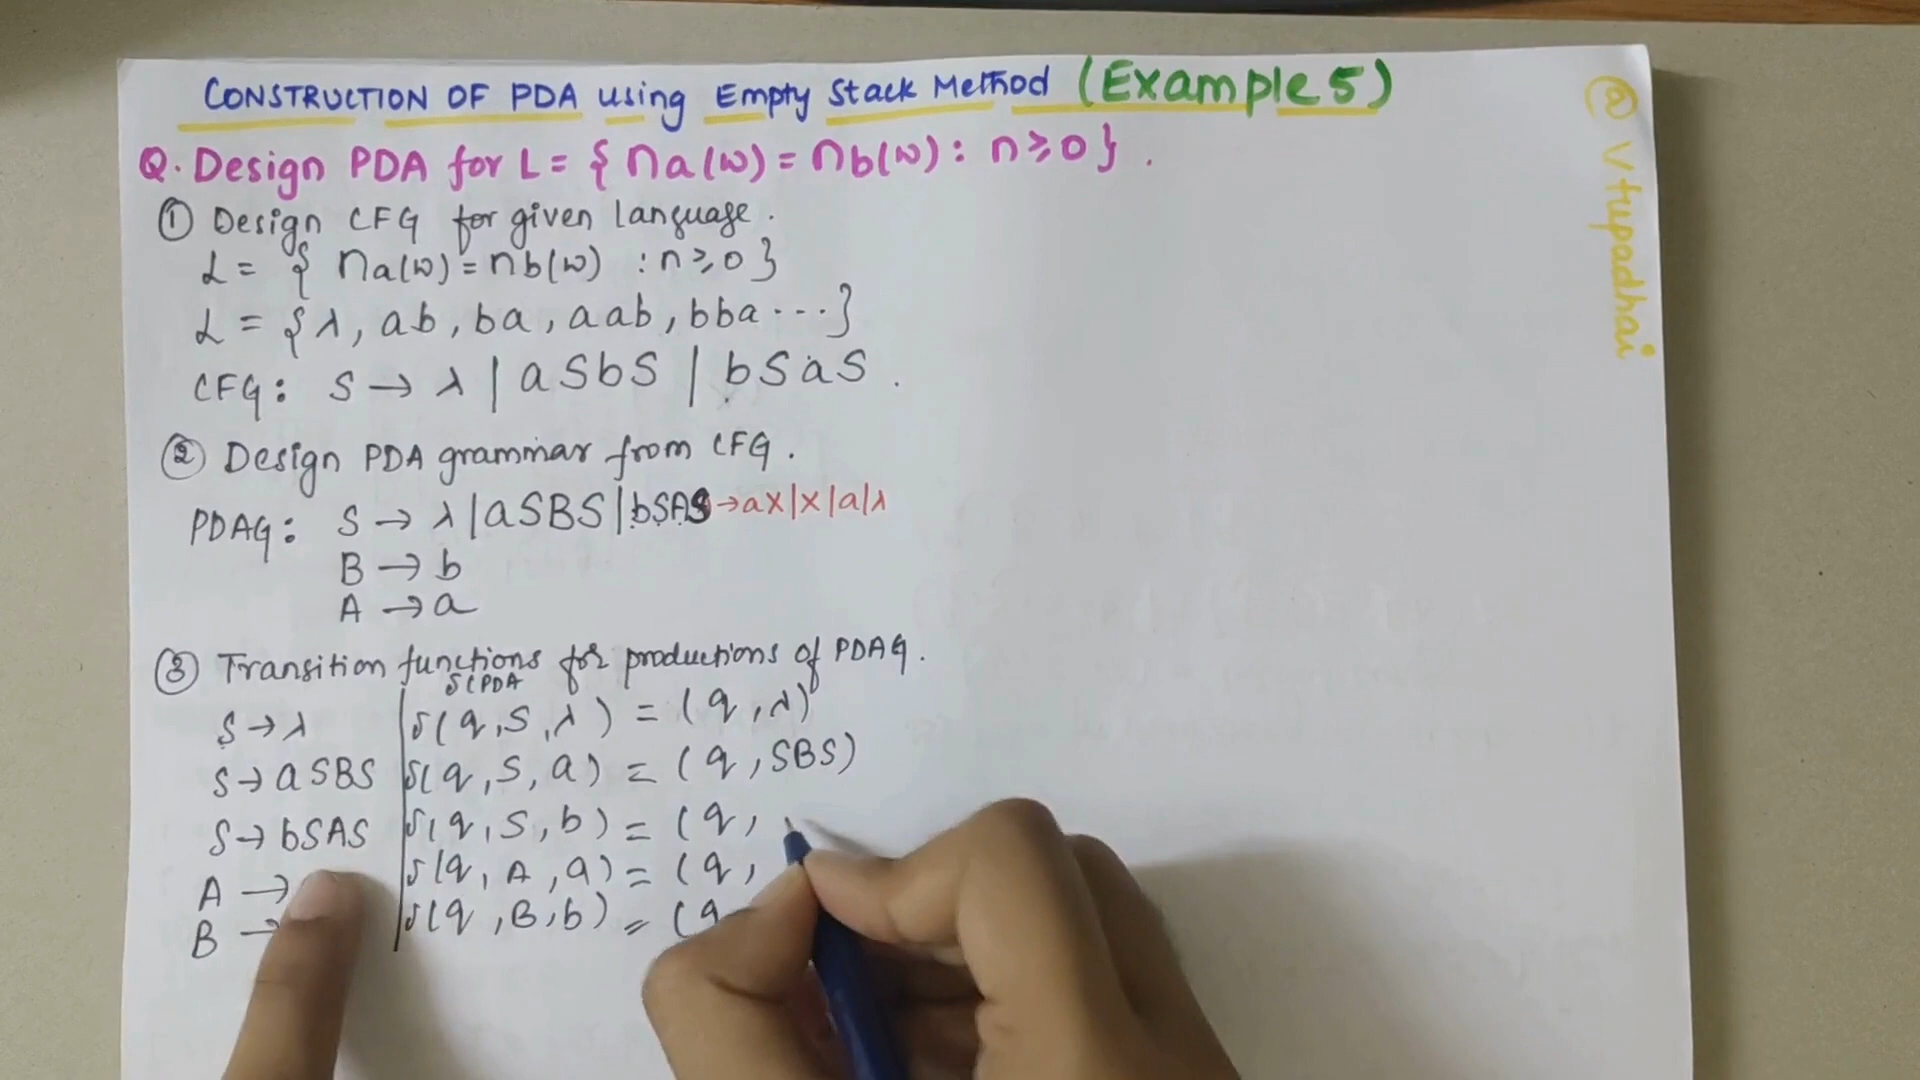 CONSTRUCTION OF PDA using Empty Stack Method (Example 5)
Q. Design PDA for L = { na(w) = nb(w) : n ≥ 0 } .
① Design CFG for given language .
L = { na(w) = nb(w) : n ≥ 0 }
L = { λ, ab, ba, aab, bba ... }
CFG: S → λ | aSbS | bSaS .
② Design PDA grammar from CFG .
PDAG: S → λ | aSBS | bSAS → aX|X|a|λ
B → b
A → a
③ Transition functions for productions of PDAG .
δ(PDA
S → λ | δ(q, S, λ) = (q, λ)
S → aSBS | δ(q, S, a) = (q, SBS)
S → bSAS | δ(q, S, b) = (q,
A → | δ(q, A, a) = (q,
B → | δ(q, B, b) = (q
@ Vtupadhai